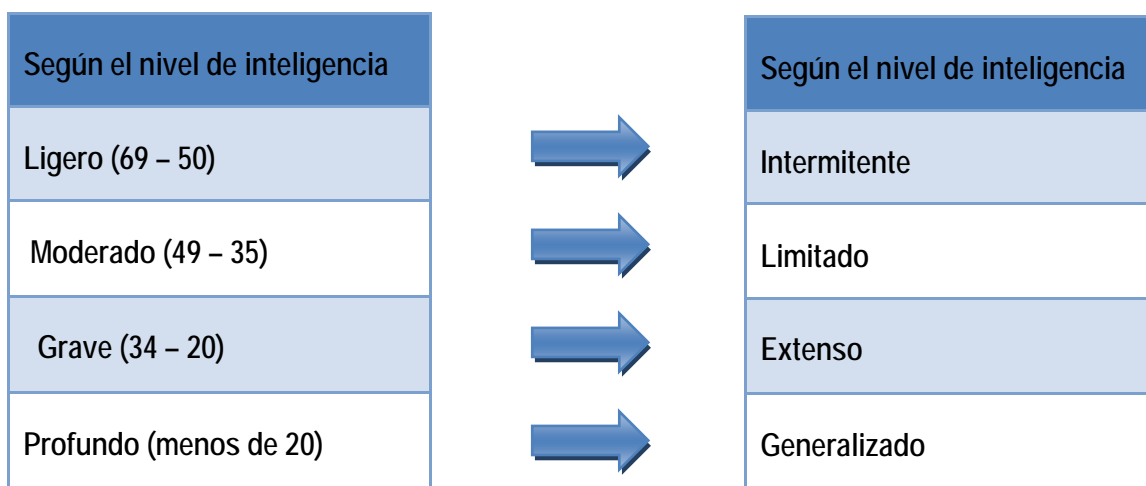 Según el nivel de inteligencia
Ligero (69 – 50)
Moderado (49 – 35)
Grave (34 – 20)
Profundo (menos de 20)
Según el nivel de inteligencia
Intermitente
Limitado
Extenso
Generalizado